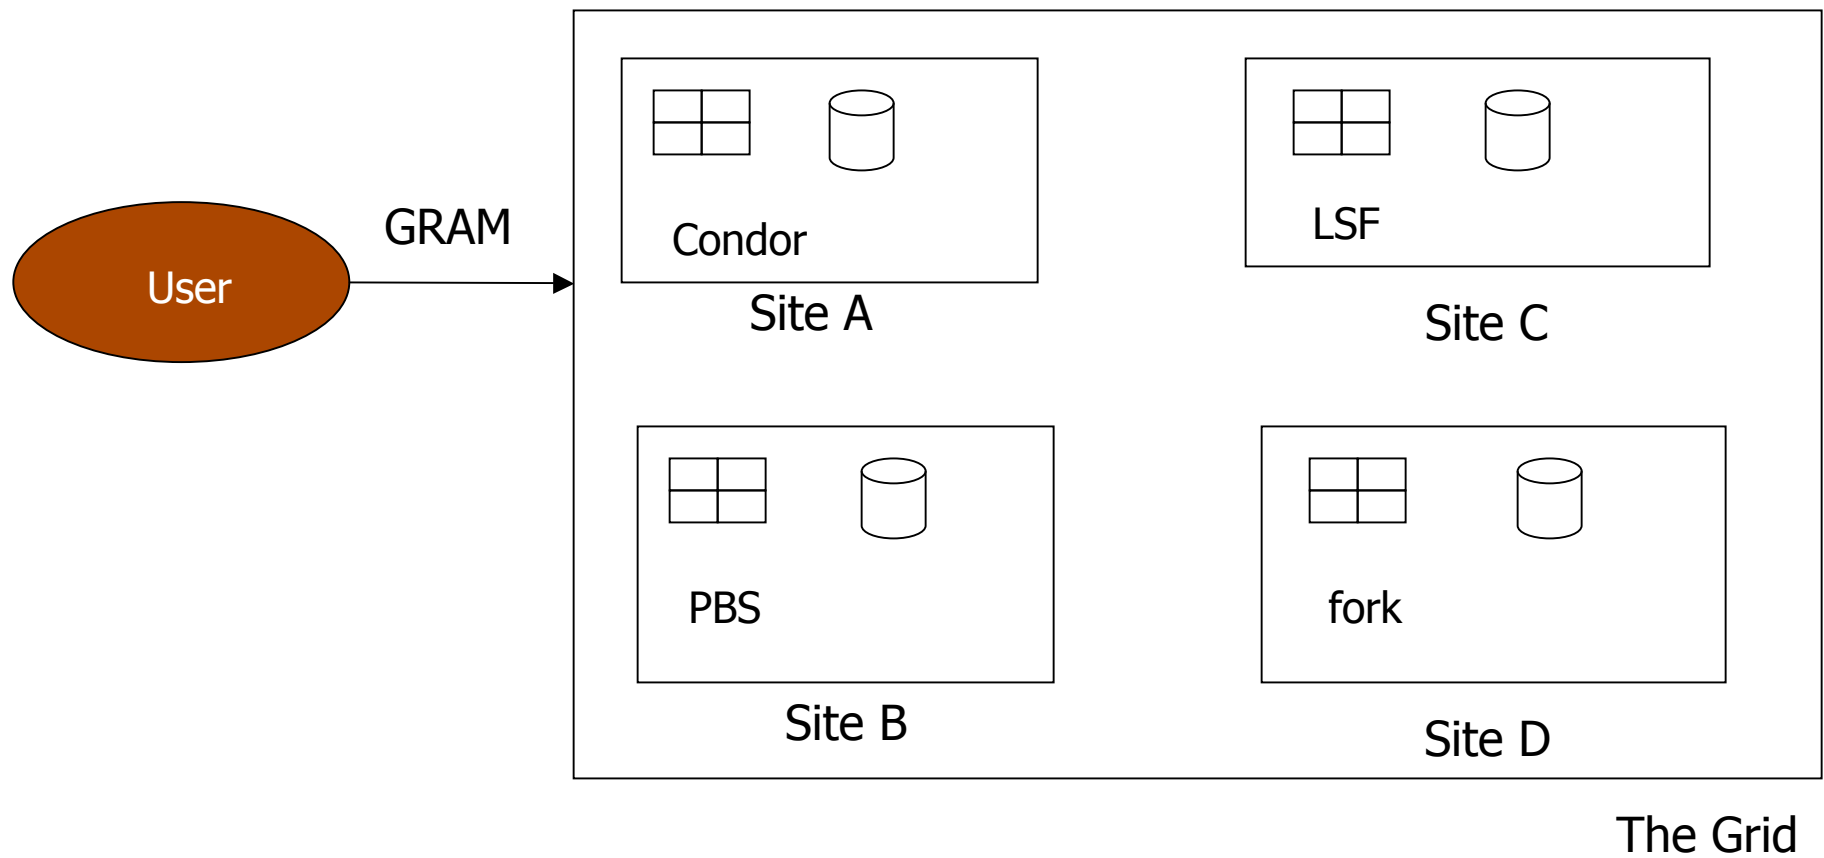 User
GRAM
Condor
Site A
LSF
Site C
PBS
Site B
fork
Site D
The Grid